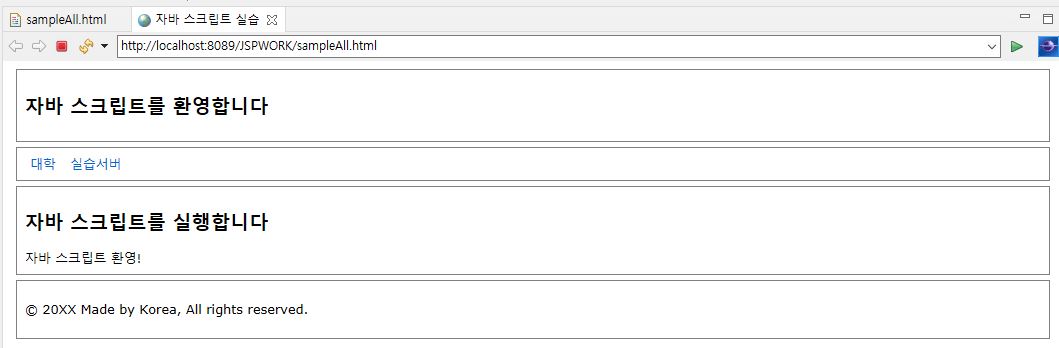 sampleAll.html 자바 스크립트 실습
http://localhost:8089/JSPWORK/sampleAll.html
자바 스크립트를 환영합니다
대학 실습서버
자바 스크립트를 실행합니다
자바 스크립트 환영!
© 20XX Made by Korea, All rights reserved.